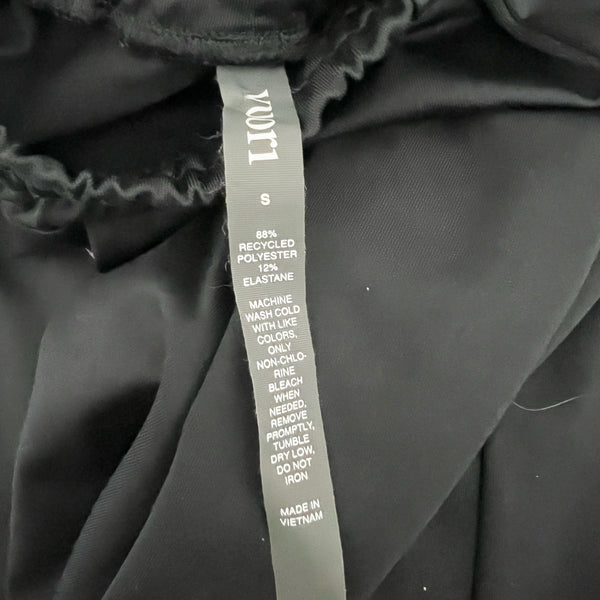 vuori
S
88%
RECYCLED
POLYESTER
12%
ELASTANE
MACHINE
WASH COLD
WITH LIKE
COLORS,
ONLY
NON-CHLO-
RINE
BLEACH
WHEN
NEEDED,
REMOVE
PROMPTLY,
TUMBLE
DRY LOW,
DO NOT
IRON
MADE IN
VIETNAM